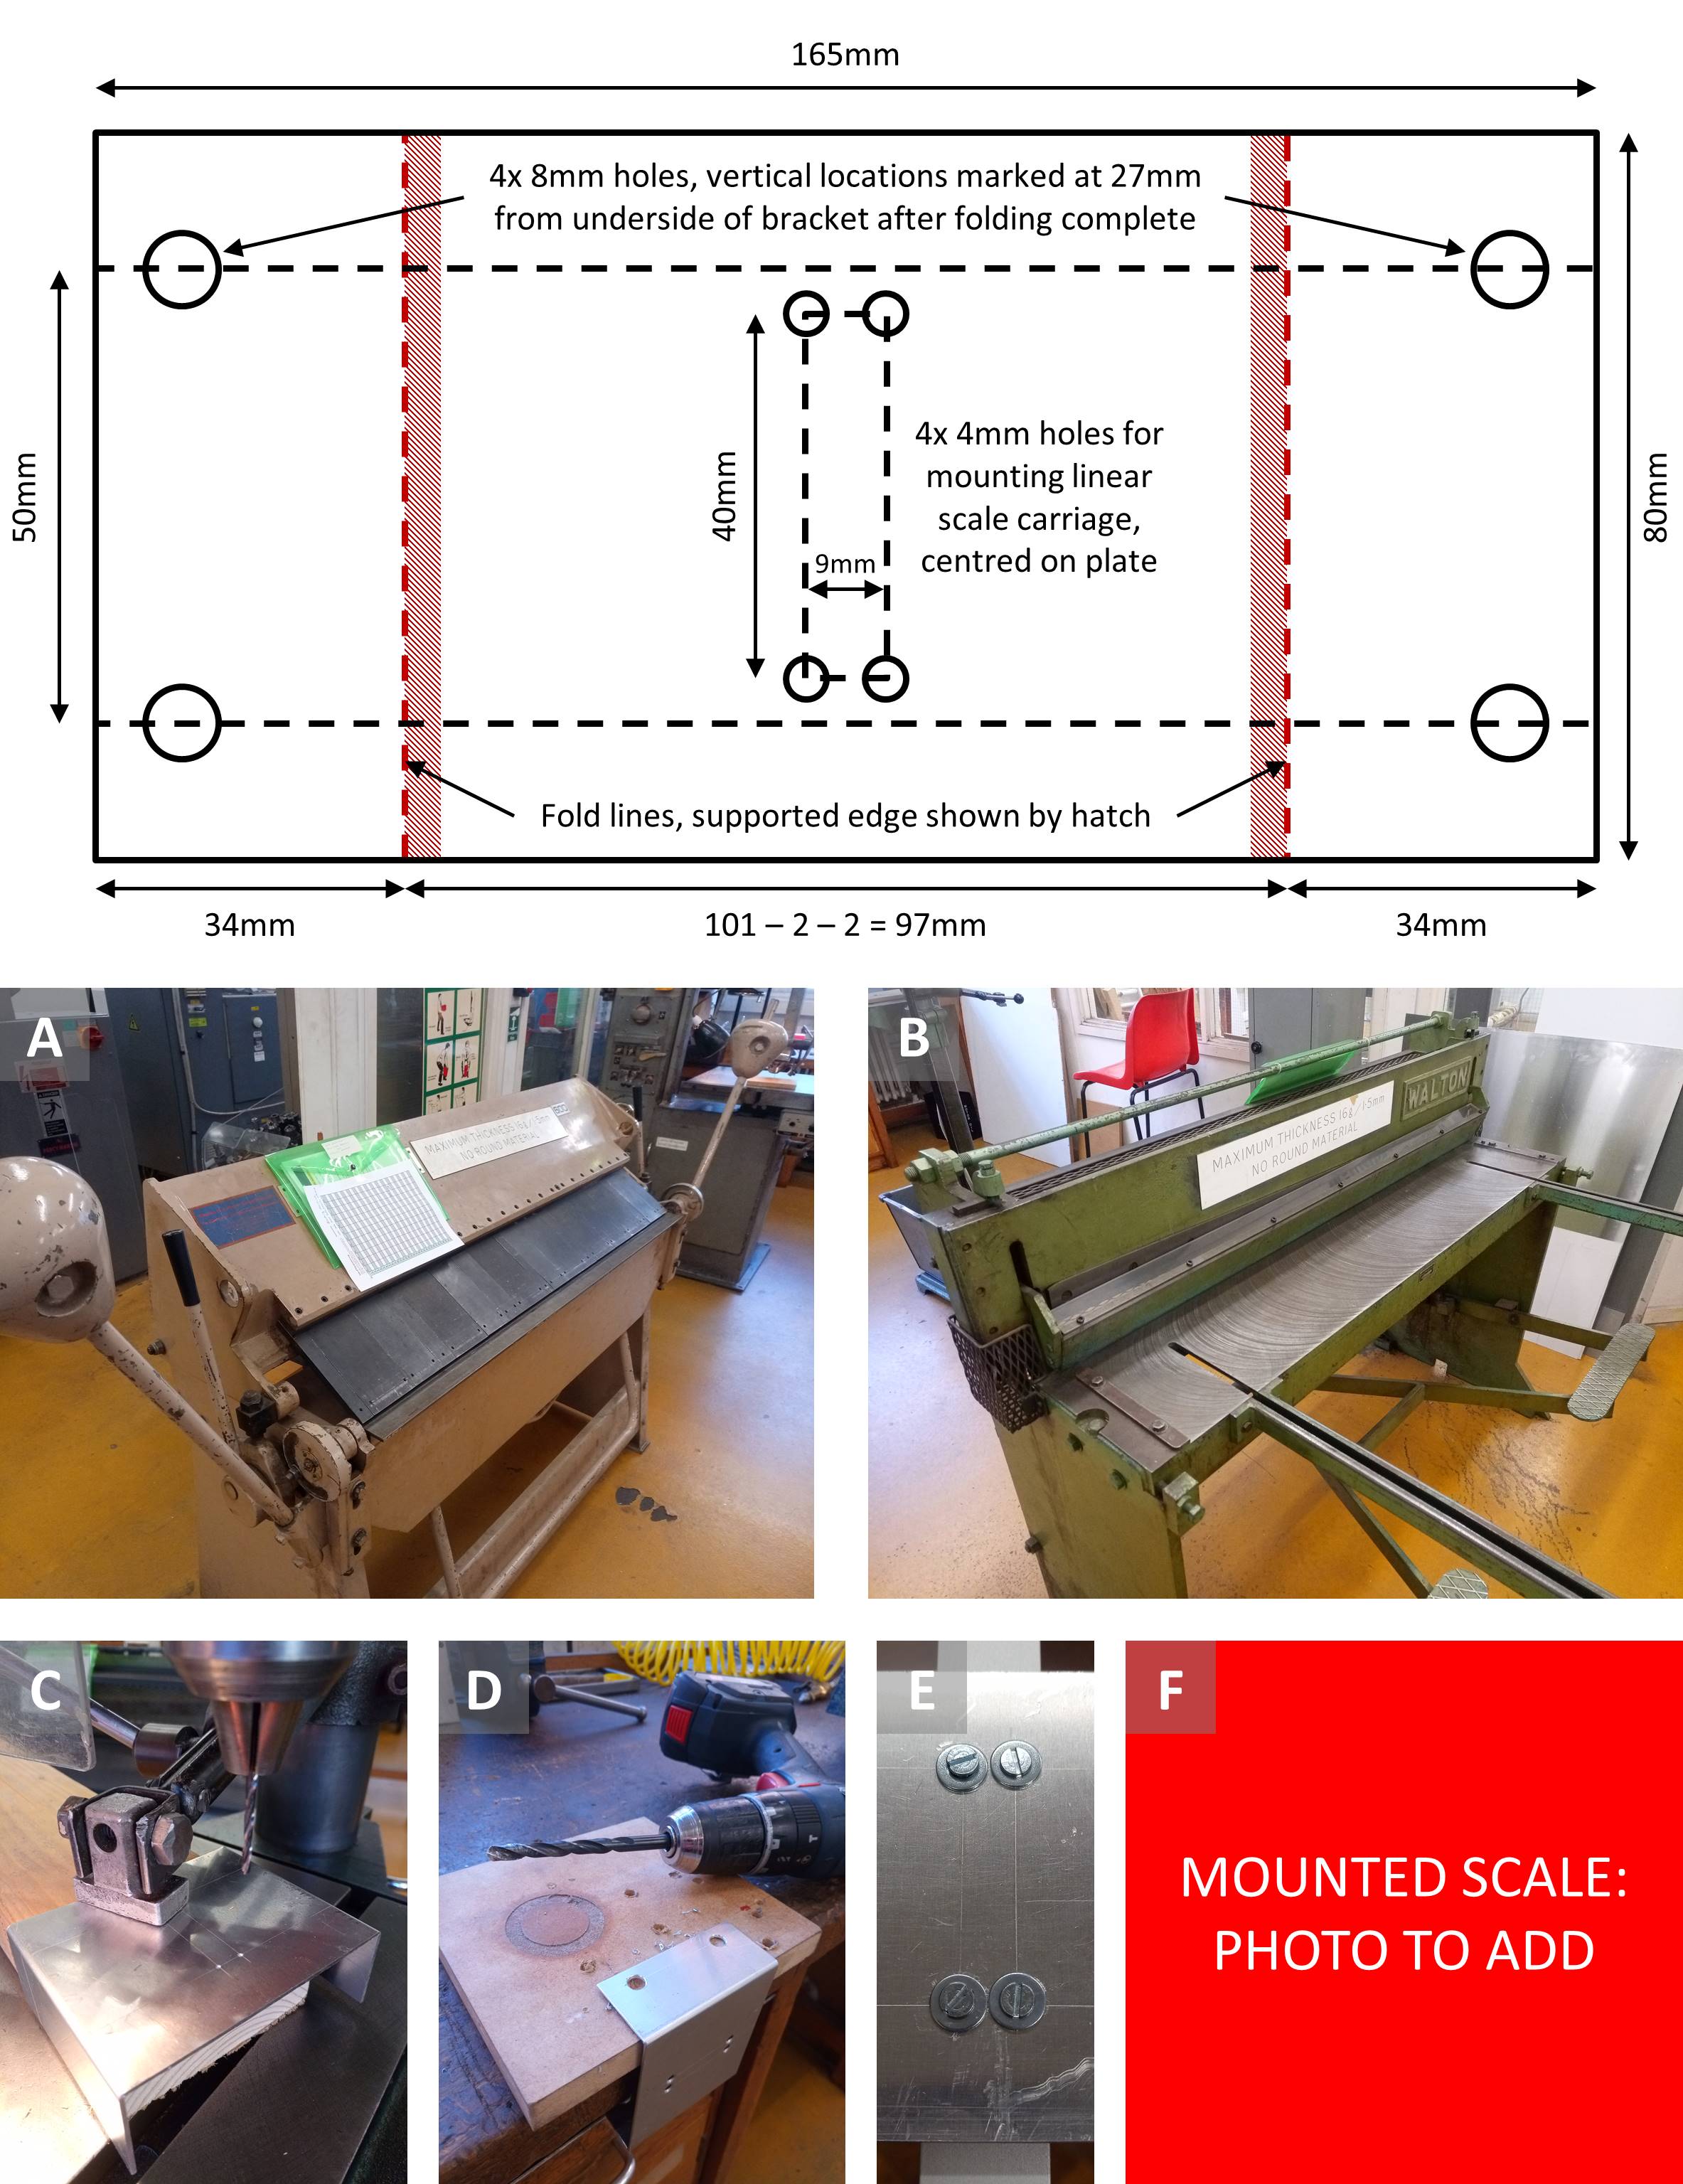 165mm
4x 8mm holes, vertical locations marked at 27mm
from underside of bracket after folding complete
50mm
40mm
9mm
4x 4mm holes for
mounting linear
scale carriage,
centred on plate
80mm
Fold lines, supported edge shown by hatch
34mm
101 – 2 – 2 = 97mm
34mm
A
MAXIMUM THICKNESS 16g/1·5mm
NO ROUND MATERIAL
B
WALTON
MAXIMUM THICKNESS 16g/1·5mm
NO ROUND MATERIAL
C
D
E
F
MOUNTED SCALE:
PHOTO TO ADD